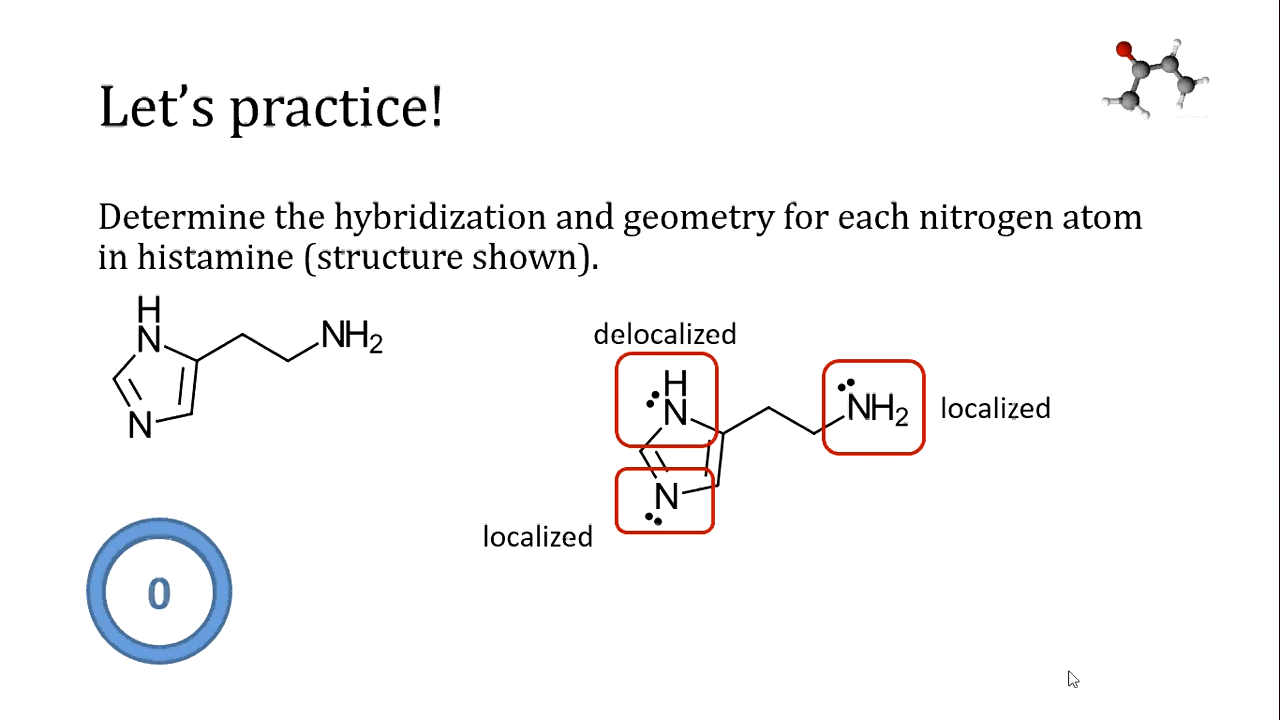 Let's practice!
Determine the hybridization and geometry for each nitrogen atom
in histamine (structure shown).
H
N
NH₂
N
delocalized
H
N
NH₂
localized
N
localized
0